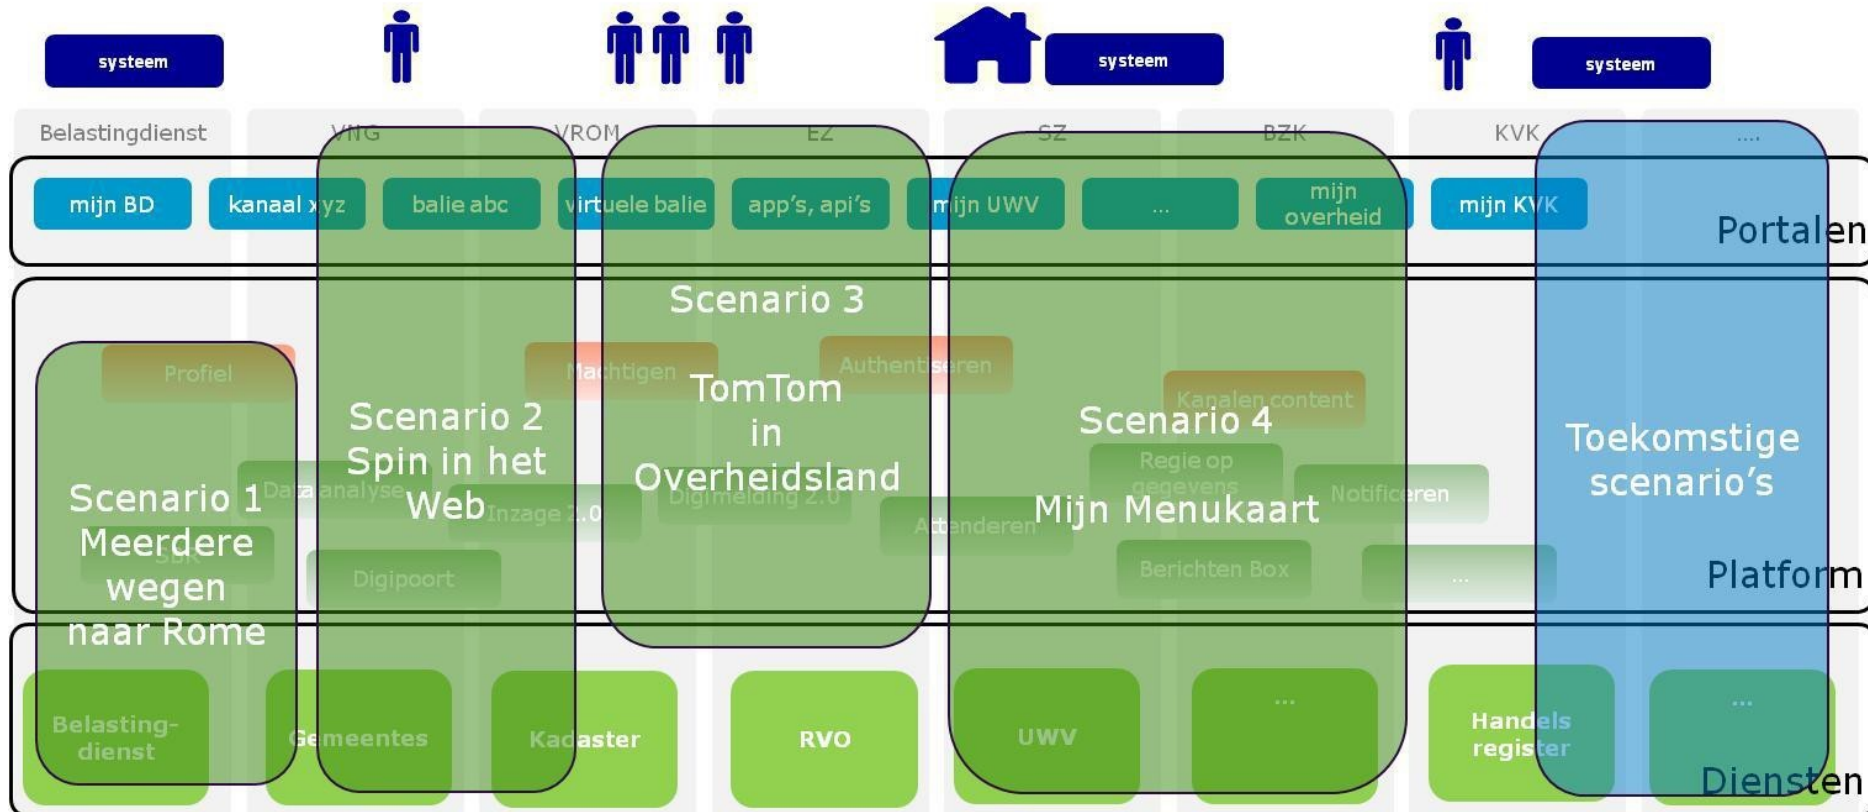 systeem
systeem
systeem
Belastingdienst
VNG
VROM
EZ
SZ
BZK
KVK
....
mijn BD
kanaal xyz
balie abc
virtuele balie
app's, api's
mijn UWV
...
mijn
overheid
mijn KVK
Portalen
Scenario 3
TomTom
in
Overheidsland
Profiel
Machtigen
Authentiseren
Kanalen content
Scenario 2
Spin in het
Web
Scenario 4
Mijn Menukaart
Toekomstige
scenario's
Scenario 1
Meerdere
wegen
naar Rome
Data analyse
Inzage 2.0
Digimelding 2.0
Attenderen
Regie op
gegevens
Notificeren
SBR
Digipoort
Berichten Box
...
Platform
Belasting-
dienst
Gemeentes
Kadaster
RVO
UWV
...
Handels
register
...
Diensten